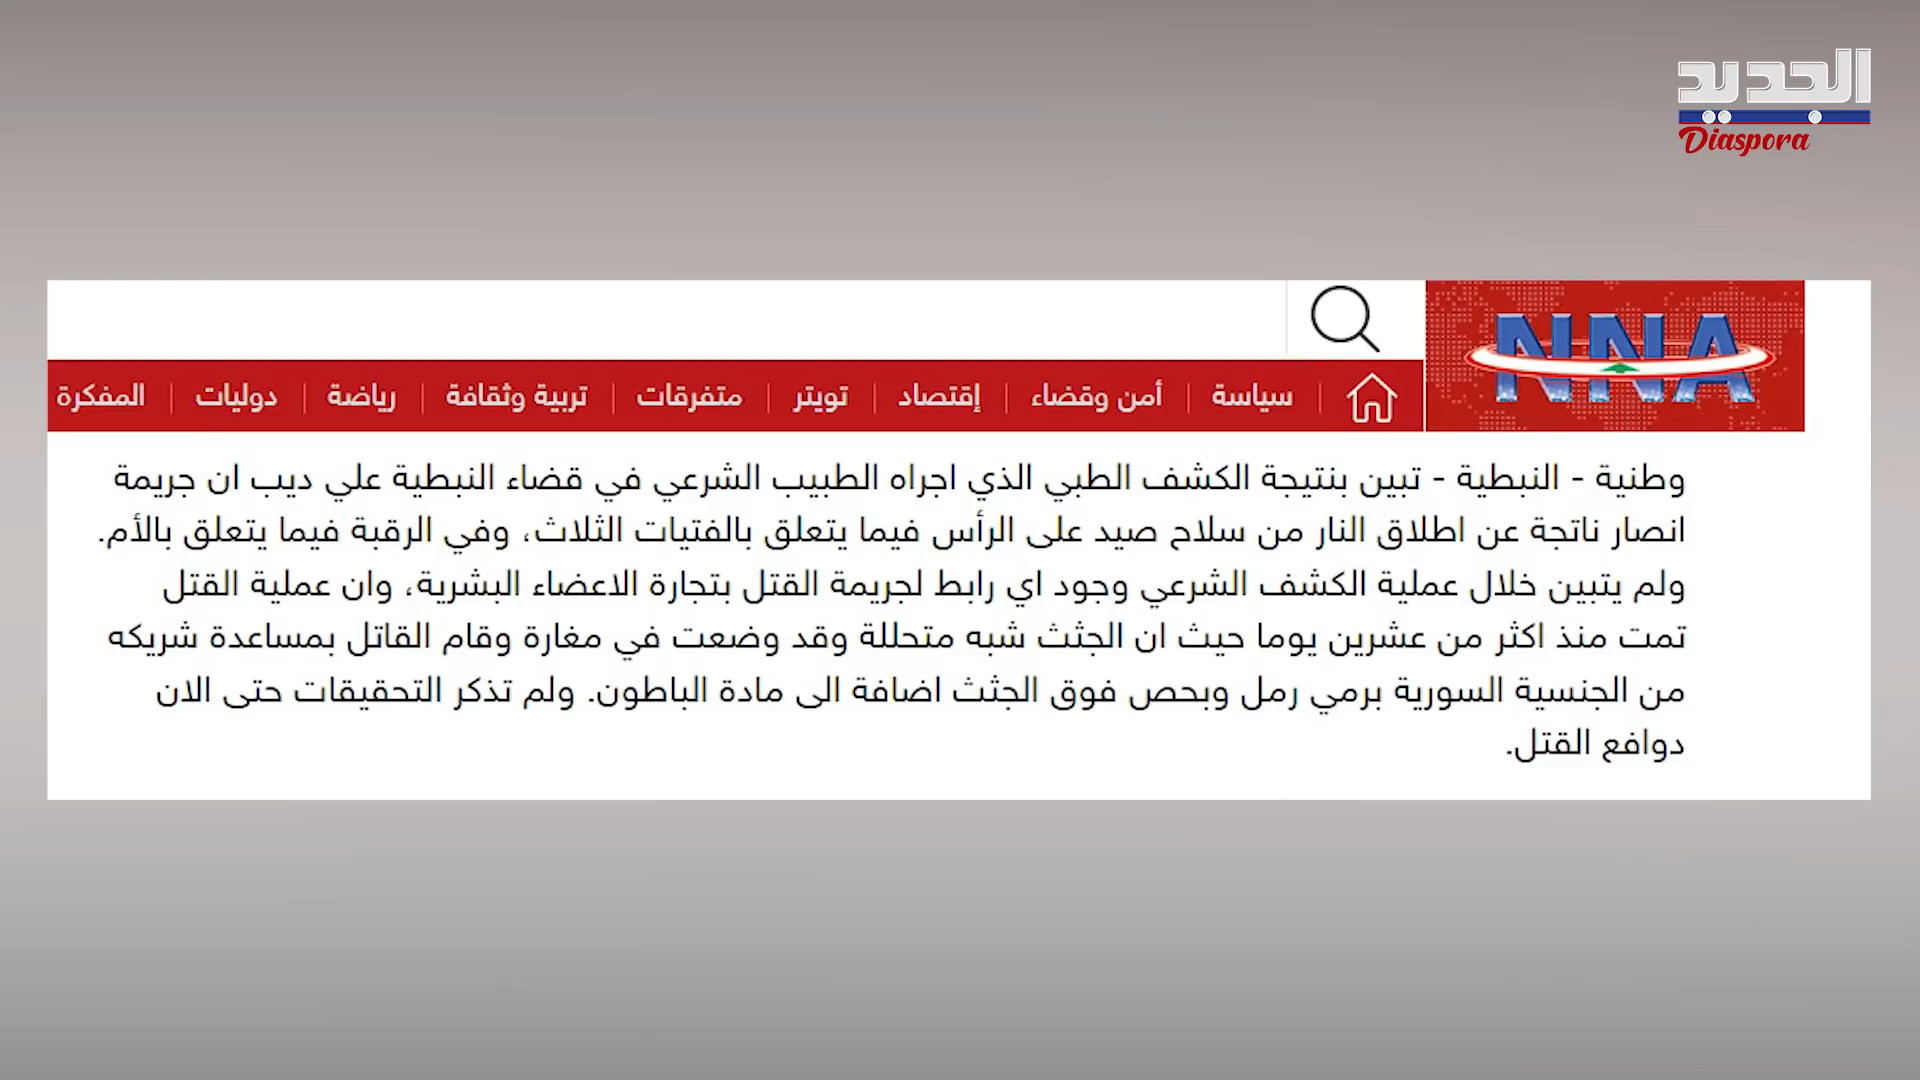 الجديد
Diaspora
NNA
سياسة | أمن وقضاء | إقتصاد | تويتر | متفرقات | تربية وثقافة | رياضة | دوليات | المفكرة
وطنية - النبطية - تبين بنتيجة الكشف الطبي الذي اجراه الطبيب الشرعي في قضاء النبطية علي ديب ان جريمة
انصار ناتجة عن اطلاق النار من سلاح صيد على الرأس فيما يتعلق بالفتيات الثلاث، وفي الرقبة فيما يتعلق بالأم.
ولم يتبين خلال عملية الكشف الشرعي وجود اي رابط لجريمة القتل بتجارة الاعضاء البشرية، وان عملية القتل
تمت منذ اكثر من عشرين يوما حيث ان الجثث شبه متحللة وقد وضعت في مغارة وقام القاتل بمساعدة شريكه
من الجنسية السورية برمي رمل وبحص فوق الجثث اضافة الى مادة الباطون. ولم تذكر التحقيقات حتى الان
دوافع القتل.